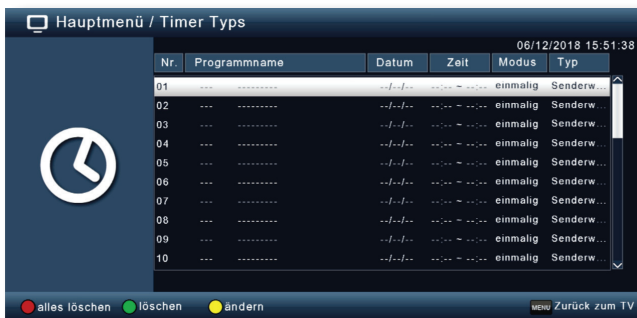 Hauptmenü / Timer Typs
06/12/2018 15:51:38
Nr. Programmname Datum Zeit Modus Typ
01 --- --------- --/--/-- --:-- ~ --:-- einmalig Senderw...
02 --- --------- --/--/-- --:-- ~ --:-- einmalig Senderw...
03 --- --------- --/--/-- --:-- ~ --:-- einmalig Senderw...
04 --- --------- --/--/-- --:-- ~ --:-- einmalig Senderw...
05 --- --------- --/--/-- --:-- ~ --:-- einmalig Senderw...
06 --- --------- --/--/-- --:-- ~ --:-- einmalig Senderw...
07 --- --------- --/--/-- --:-- ~ --:-- einmalig Senderw...
08 --- --------- --/--/-- --:-- ~ --:-- einmalig Senderw...
09 --- --------- --/--/-- --:-- ~ --:-- einmalig Senderw...
10 --- --------- --/--/-- --:-- ~ --:-- einmalig Senderw...
alles löschen löschen ändern MENU Zurück zum TV